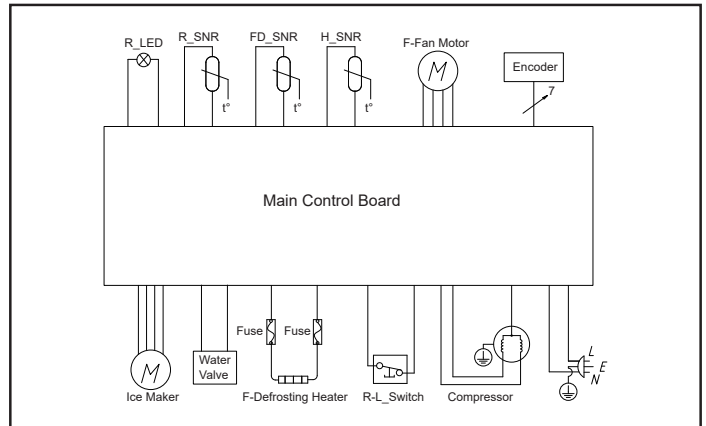 R_LED
R_SNR
FD_SNR
H_SNR
F-Fan Motor
Encoder
7
t°
t°
t°
M
Main Control Board
Fuse
Fuse
Water
Valve
M
L
E
N
Ice Maker
F-Defrosting Heater
R-L_Switch
Compressor